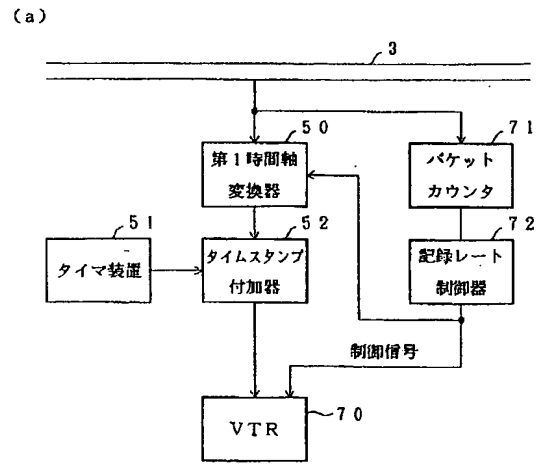 (a)
3
50
71
第1時間軸
変換器
パケット
カウンタ
51
52
72
タイマ装置
タイムスタンプ
付加器
記録レート
制御器
制御信号
VTR
70